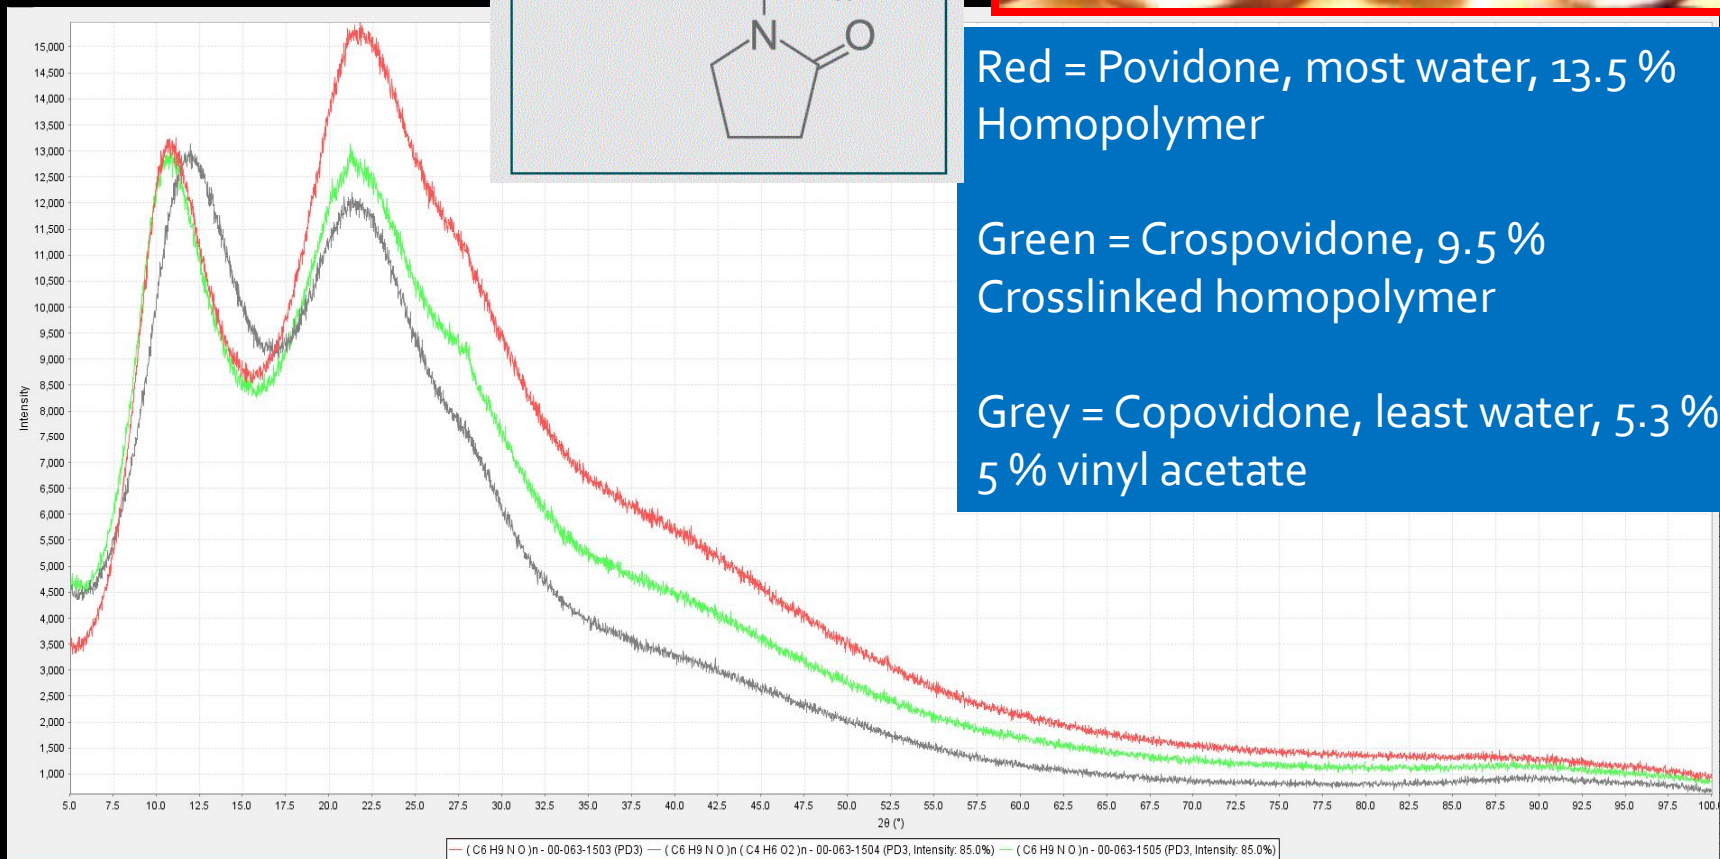 N
O
Red = Povidone, most water, 13.5 %
Homopolymer
Green = Crospovidone, 9.5 %
Crosslinked homopolymer
Grey = Copovidone, least water, 5.3 %
5 % vinyl acetate
Intensity
15,000
14,500
14,000
13,500
13,000
12,500
12,000
11,500
11,000
10,500
10,000
9,500
9,000
8,500
8,000
7,500
7,000
6,500
6,000
5,500
5,000
4,500
4,000
3,500
3,000
2,500
2,000
1,500
1,000
5.0 7.5 10.0 12.5 15.0 17.5 20.0 22.5 25.0 27.5 30.0 32.5 35.0 37.5 40.0 42.5 45.0 47.5 50.0 52.5 55.0 57.5 60.0 62.5 65.0 67.5 70.0 72.5 75.0 77.5 80.0 82.5 85.0 87.5 90.0 92.5 95.0 97.5 100.
2θ (°)
( C6 H9 N O )n - 00-063-1503 (PD3) ( C6 H9 N O )n ( C4 H6 O2 )n - 00-063-1504 (PD3, Intensity: 85.0%) ( C6 H9 N O )n - 00-063-1505 (PD3, Intensity: 85.0%)